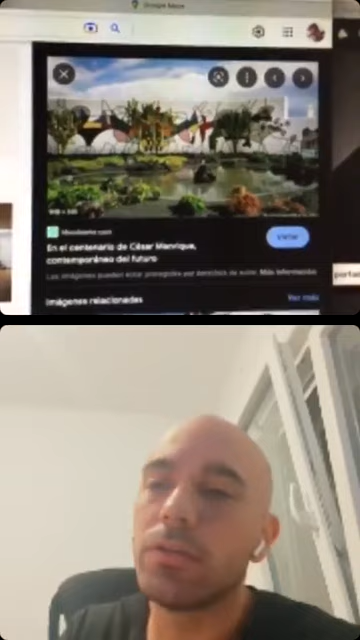 Google Maps
En el centenario de César Manrique,
contemporáneo del futuro
Las imágenes pueden estar protegidas por derechos de autor. Más información
Imágenes relacionadas
Ver más